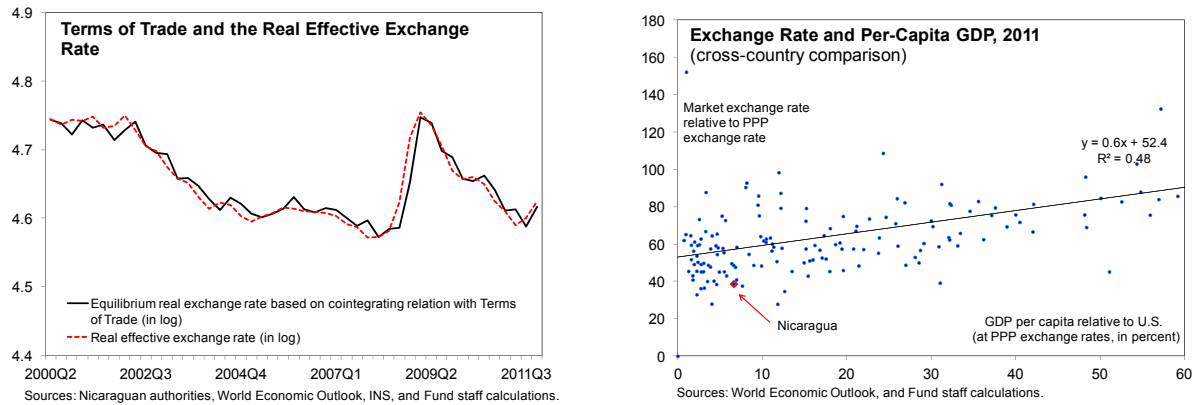 Terms of Trade and the Real Effective Exchange
Rate
4.9
4.8
4.7
4.6
4.5
4.4
Equilibrium real exchange rate based on cointegrating relation with Terms
of Trade (in log)
Real effective exchange rate (in log)
2000Q2 2002Q3 2004Q4 2007Q1 2009Q2 2011Q3
Sources: Nicaraguan authorities, World Economic Outlook, INS, and Fund staff calculations.
Exchange Rate and Per-Capita GDP, 2011
(cross-country comparison)
180
160
140
120
100
80
60
40
20
0
Market exchange rate
relative to PPP
exchange rate
y = 0.6x + 52.4
R² = 0.48
Nicaragua
GDP per capita relative to U.S.
(at PPP exchange rates, in percent)
0 10 20 30 40 50 60
Sources: World Economic Outlook, and Fund staff calculations.